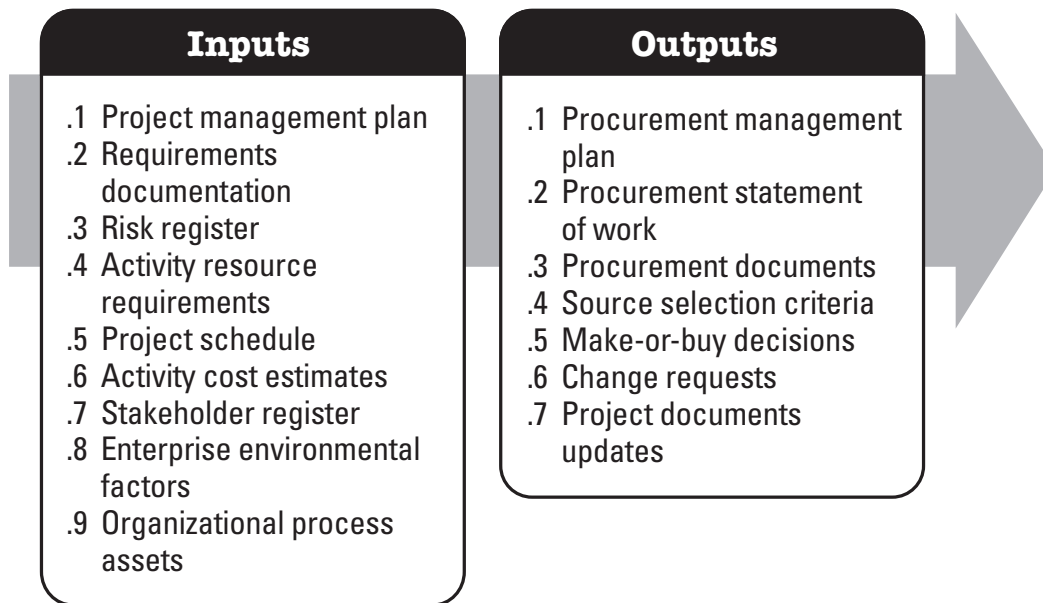 Inputs
.1 Project management plan
.2 Requirements
documentation
.3 Risk register
.4 Activity resource
requirements
.5 Project schedule
.6 Activity cost estimates
.7 Stakeholder register
.8 Enterprise environmental
factors
.9 Organizational process
assets
Outputs
.1 Procurement management
plan
.2 Procurement statement
of work
.3 Procurement documents
.4 Source selection criteria
.5 Make-or-buy decisions
.6 Change requests
.7 Project documents
updates